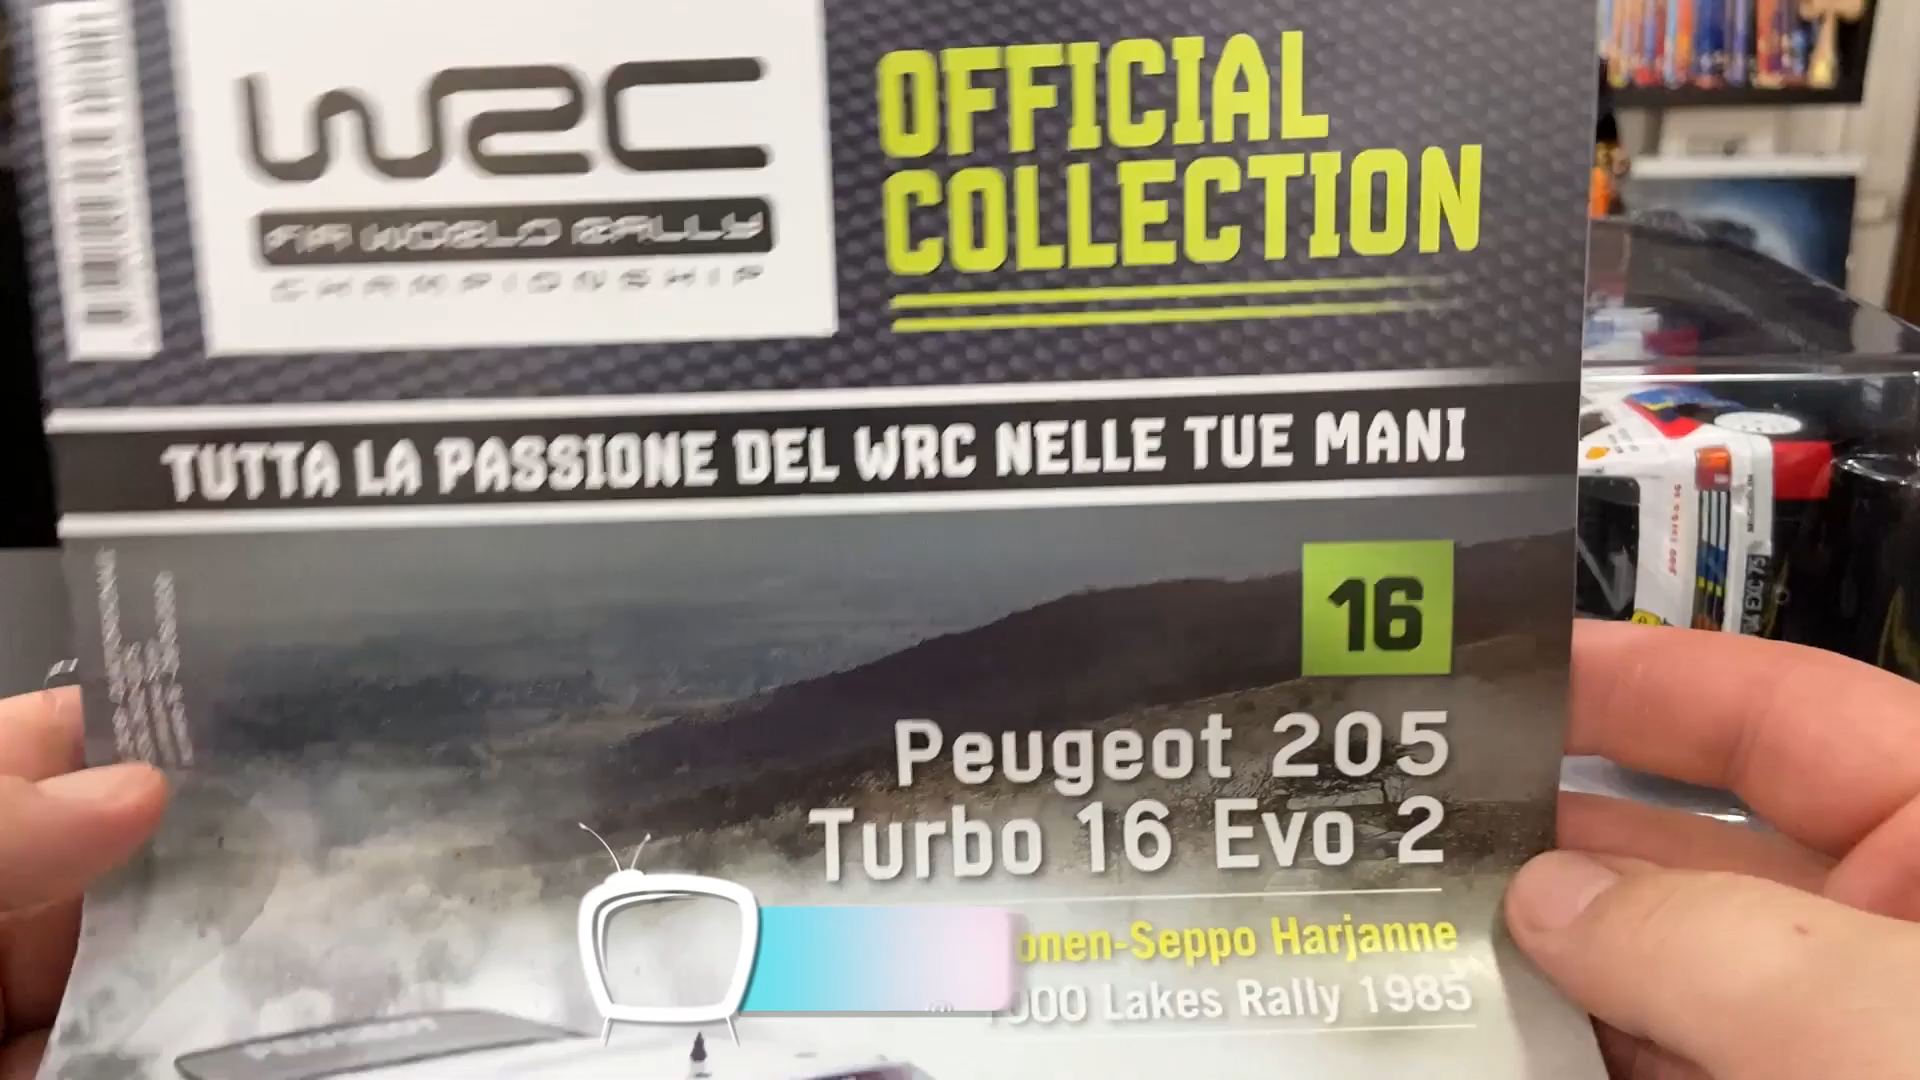 WRC
FIA WORLD RALLY
CHAMPIONSHIP
OFFICIAL
COLLECTION
TUTTA LA PASSIONE DEL WRC NELLE TUE MANI
16
Peugeot 205
Turbo 16 Evo 2
onen-Seppo Harjanne
1000 Lakes Rally 1985